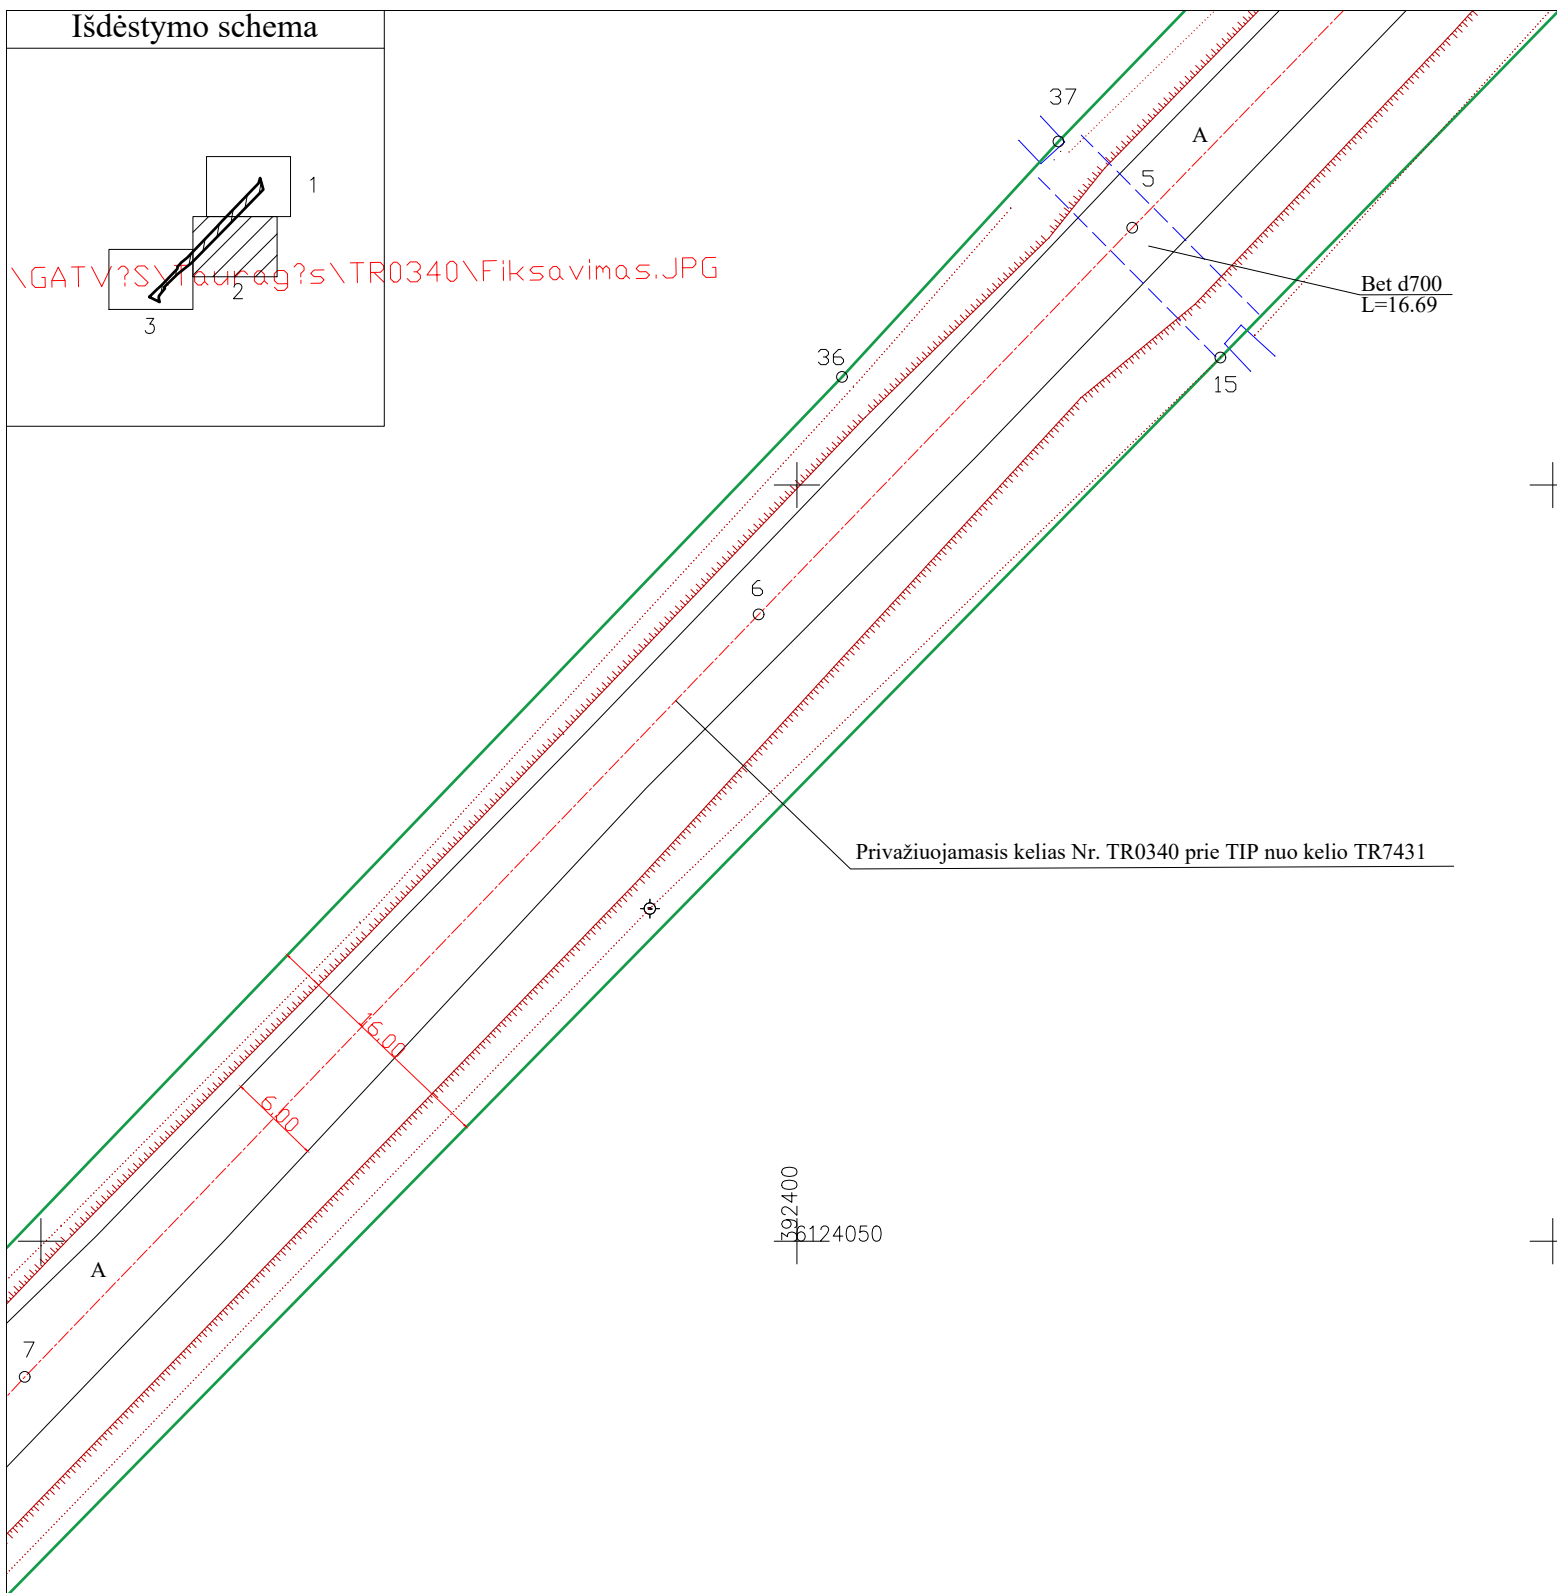 Išdėstymo schema
1
\GATV?S\Taurag?s\TR0340\Fiksavimas.JPG
2
3
37
A
5
Bet d700
L=16.69
36
15
6
Privažiuojamasis kelias Nr. TR0340 prie TIP nuo kelio TR7431
16.00
6.00
392400
6124050
A
7